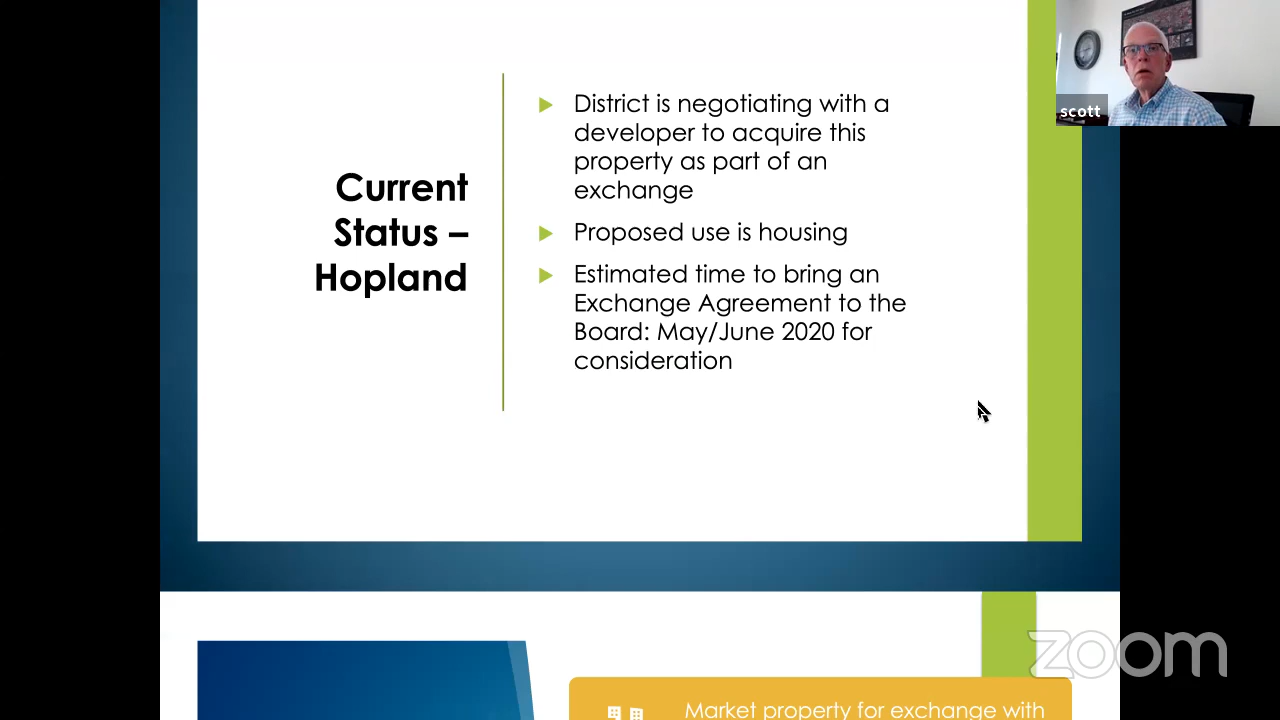 Current
Status –
Hopland
District is negotiating with a
developer to acquire this
property as part of an
exchange
Proposed use is housing
Estimated time to bring an
Exchange Agreement to the
Board: May/June 2020 for
consideration
scott
Market property for exchange with
zoom